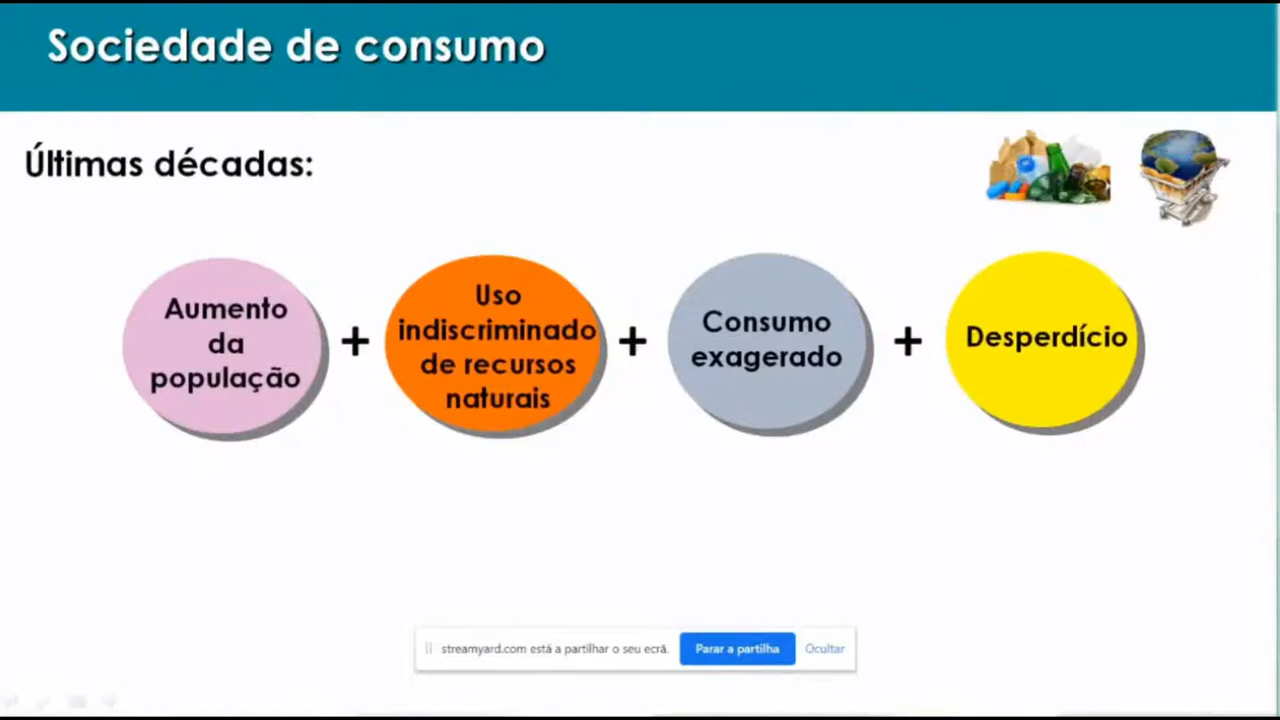 Sociedade de consumo
Últimas décadas:
Aumento
da
população
+
Uso
indiscriminado
de recursos
naturais
+
Consumo
exagerado
+
Desperdício
streamyard.com está a partilhar o seu ecrã.
Parar a partilha
Ocultar